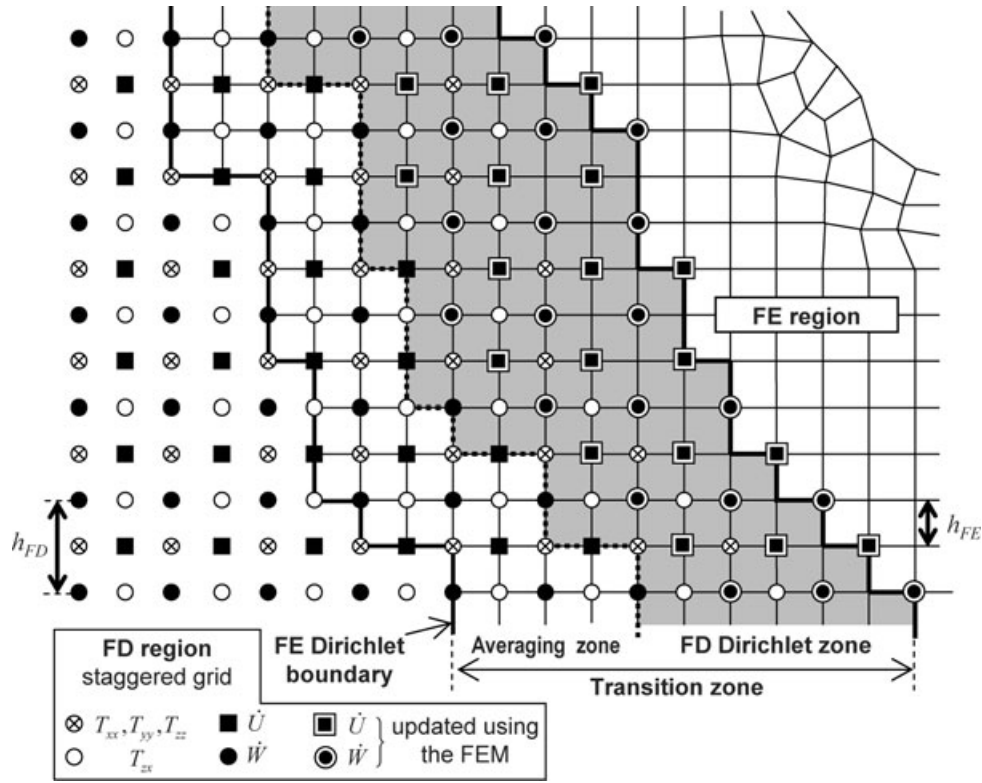 FE region
h_FD
h_FE
FE Dirichlet
boundary
Averaging zone
FD Dirichlet zone
Transition zone
FD region
staggered grid
T_xx, T_yy, T_zz
U̇
U̇
updated using
the FEM
T_zx
Ẇ
Ẇ